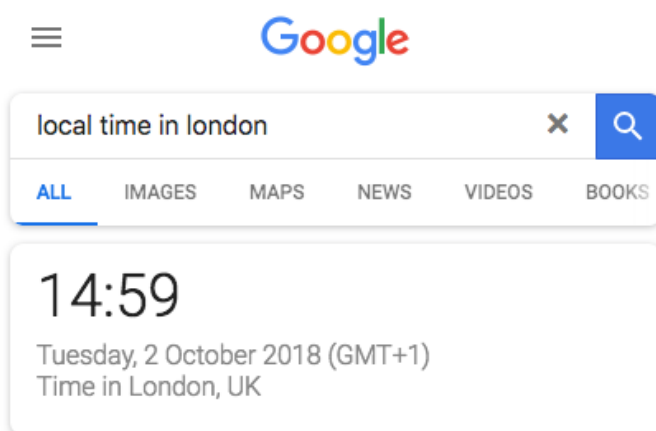 Google
local time in london
ALL IMAGES MAPS NEWS VIDEOS BOOKS
14:59
Tuesday, 2 October 2018 (GMT+1)
Time in London, UK